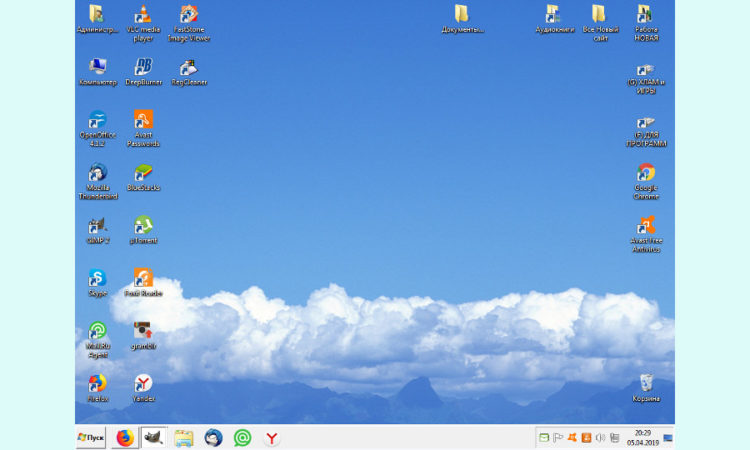 Администр...
VLC media
player
FastStone
Image Viewer
Документы...
Аудиокниги
Все Новый
сайт
Работа
НОВАЯ
Компьютер
DeepBurner
RegCleaner
(G) ХЛАМ и
ИГРЫ
OpenOffice
4.1.2
Avast
Passwords
(F) ДЛЯ
ПРОГРАММ
Mozilla
Thunderbird
BlueStacks
Google
Chrome
GIMP 2
µTorrent
Avast Free
Antivirus
Skype
Foxit Reader
Mail.Ru
Agent
gramblr
Firefox
Yandex
Корзина
Пуск
20:29
05.04.2019